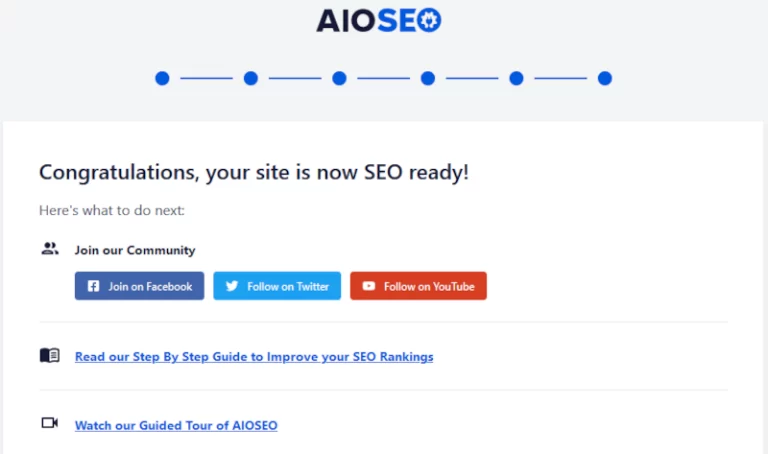 AIOSEO
Congratulations, your site is now SEO ready!
Here's what to do next:
Join our Community
Join on Facebook
Follow on Twitter
Follow on YouTube
Read our Step By Step Guide to Improve your SEO Rankings
Watch our Guided Tour of AIOSEO